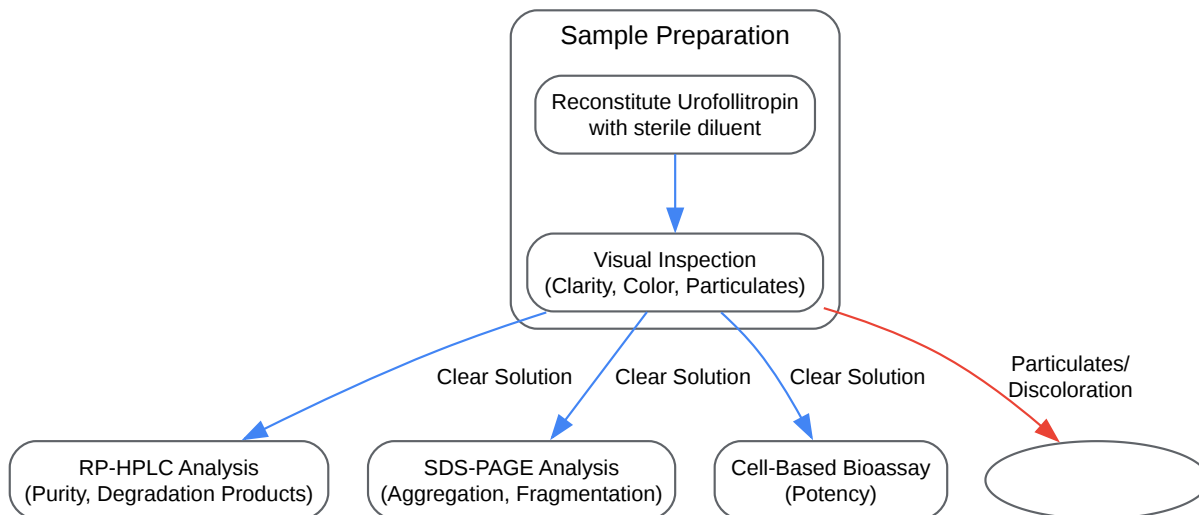 Sample Preparation
Reconstitute Urofollitropin
with sterile diluent
Visual Inspection
(Clarity, Color, Particulates)
Clear Solution
Clear Solution
Clear Solution
Particulates/
Discoloration
RP-HPLC Analysis
(Purity, Degradation Products)
SDS-PAGE Analysis
(Aggregation, Fragmentation)
Cell-Based Bioassay
(Potency)